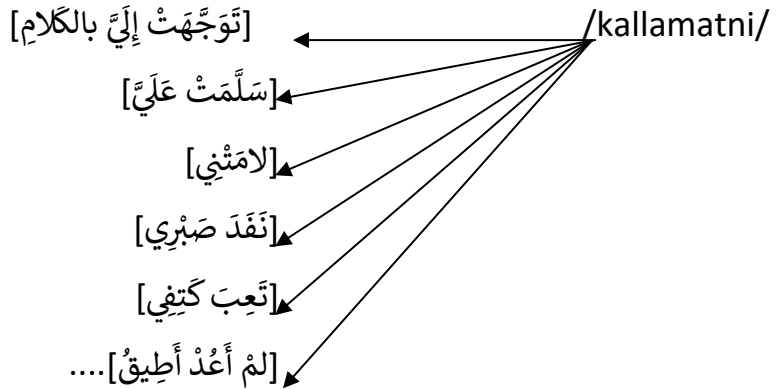 /kallamatni/
[تَوَجَّهَتْ إِلَيَّ بالكَلامِ]
[سَلَّمَتْ عَلَيَّ]
[لامَتْنِي]
[نَفَدَ صَبْرِي]
[تَعِبَ كَتِفِي]
[لمْ أَعُدْ أَطِيقُ]....